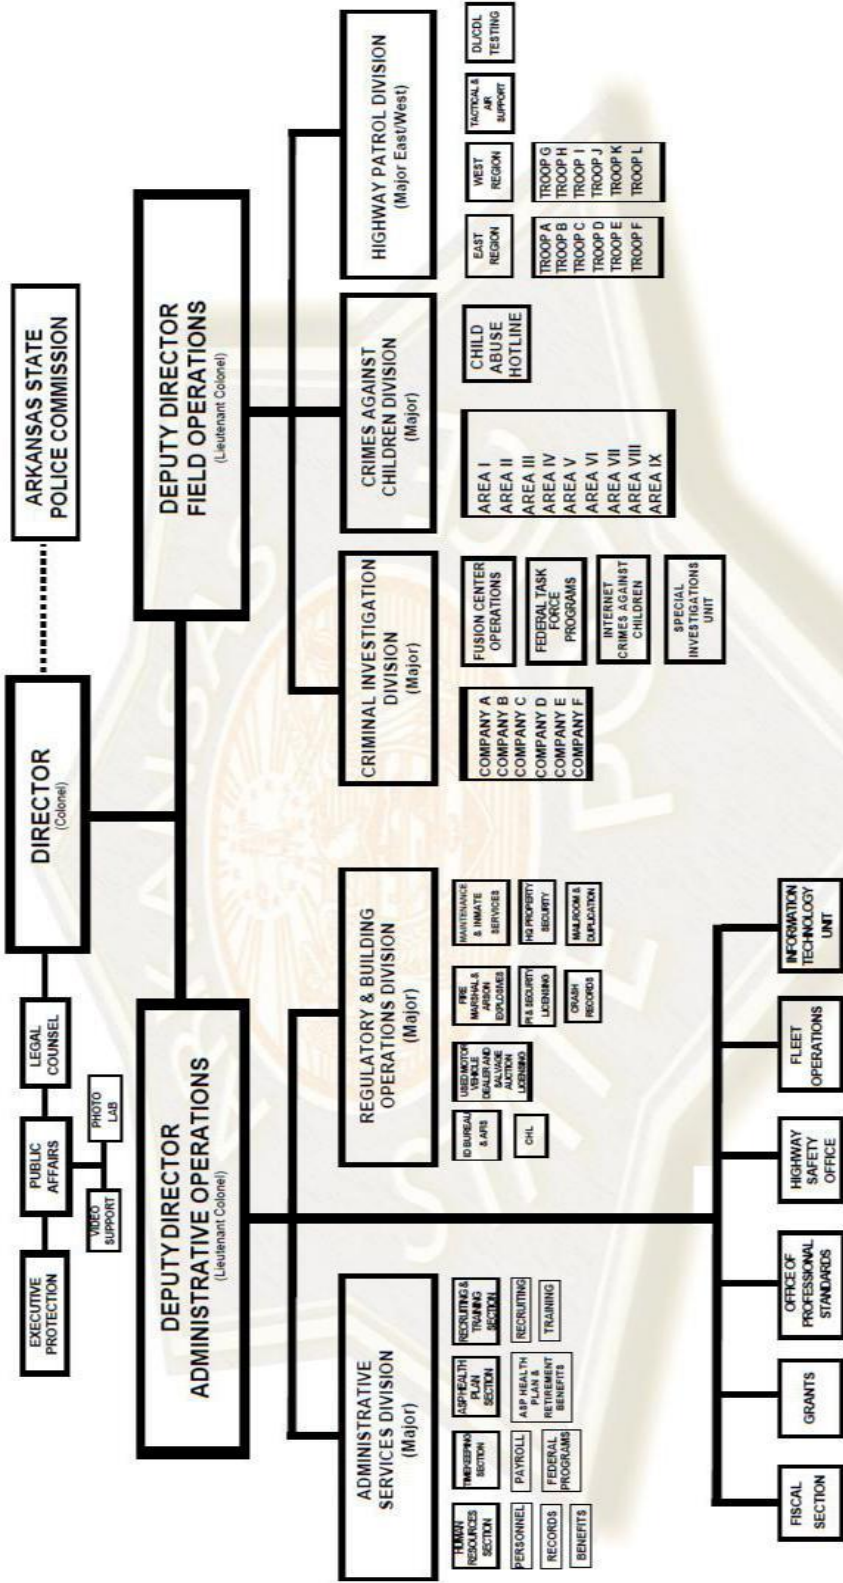 ARKANSAS STATE
POLICE COMMISSION
DIRECTOR
(Colonel)
LEGAL
COUNSEL
PUBLIC
AFFAIRS
EXECUTIVE
PROTECTION
PHOTO
LAB
VIDEO
SUPPORT
DEPUTY DIRECTOR
ADMINISTRATIVE OPERATIONS
(Lieutenant Colonel)
DEPUTY DIRECTOR
FIELD OPERATIONS
(Lieutenant Colonel)
ADMINISTRATIVE
SERVICES DIVISION
(Major)
REGULATORY & BUILDING
OPERATIONS DIVISION
(Major)
CRIMINAL INVESTIGATION
DIVISION
(Major)
CRIMES AGAINST
CHILDREN DIVISION
(Major)
HIGHWAY PATROL DIVISION
(Major East/West)
HUMAN
RESOURCES
SECTION
PERSONNEL
RECORDS
BENEFITS
TIMEKEEPING
SECTION
PAYROLL
FEDERAL
PROGRAMS
ASP HEALTH
PLAN
SECTION
ASP HEALTH
PLAN &
RETIREMENT
BENEFITS
RECRUITING &
TRAINING
SECTION
RECRUITING
TRAINING
ID BUREAU
& AFIS
CHL
USED MOTOR
VEHICLE
DEALER AND
SALVAGE
AUCTION
LICENSING
FIRE
MARSHAL &
ARSON
EXPLOSIVES
PI & SECURITY
LICENSING
CRASH
RECORDS
MAINTENANCE
& INMATE
SERVICES
HQ PROPERTY
SECURITY
MAILROOM &
DUPLICATION
COMPANY A
COMPANY B
COMPANY C
COMPANY D
COMPANY E
COMPANY F
FUSION CENTER
OPERATIONS
FEDERAL TASK
FORCE
PROGRAMS
INTERNET
CRIMES AGAINST
CHILDREN
SPECIAL
INVESTIGATIONS
UNIT
AREA I
AREA II
AREA III
AREA IV
AREA V
AREA VI
AREA VII
AREA VIII
AREA IX
CHILD
ABUSE
HOTLINE
EAST
REGION
TROOP A
TROOP B
TROOP C
TROOP D
TROOP E
TROOP F
WEST
REGION
TROOP G
TROOP H
TROOP I
TROOP J
TROOP K
TROOP L
TACTICAL &
AIR
SUPPORT
DL/CDL
TESTING
FISCAL
SECTION
GRANTS
OFFICE OF
PROFESSIONAL
STANDARDS
HIGHWAY
SAFETY
OFFICE
FLEET
OPERATIONS
INFORMATION
TECHNOLOGY
UNIT
ARKANSAS
STATE POLICE